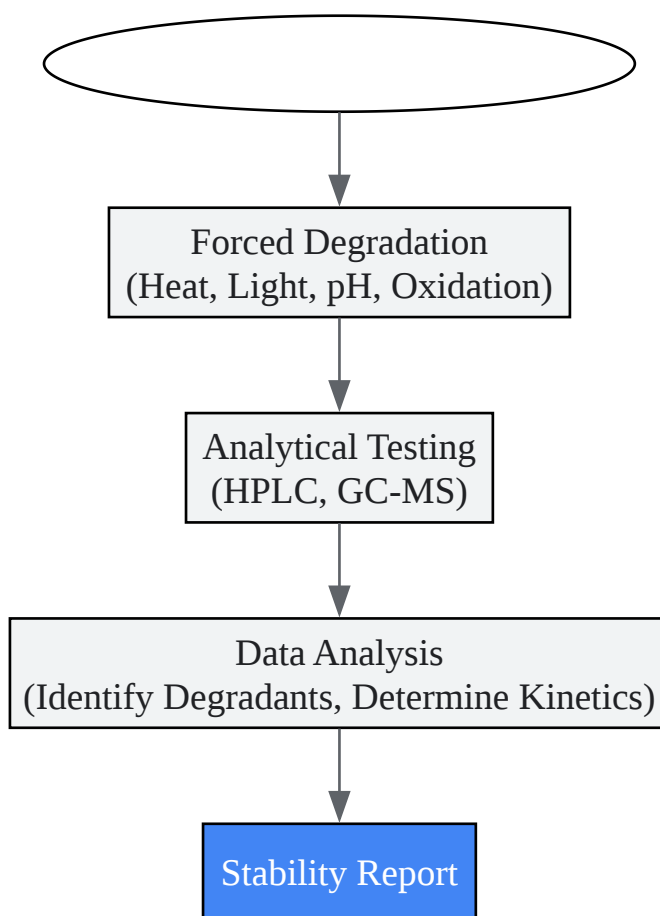 Forced Degradation
(Heat, Light, pH, Oxidation)
Analytical Testing
(HPLC, GC-MS)
Data Analysis
(Identify Degradants, Determine Kinetics)
Stability Report